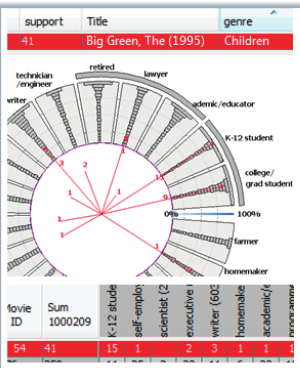 support Title genre
41 Big Green, The (1995) Children
retired
lawyer
technician
/engineer
writer
ademic/educator
K-12 student
college/
grad student
0% 100%
farmer
homemaker
3
2
1
15
1
1
9
1
1
1
Movie
ID
Sum
1000209
k-12 stude
self-employ
scientist (2
executive (
writer (603
homemake
academic/e
programme
54 41 15 1 2 3 1 1 1